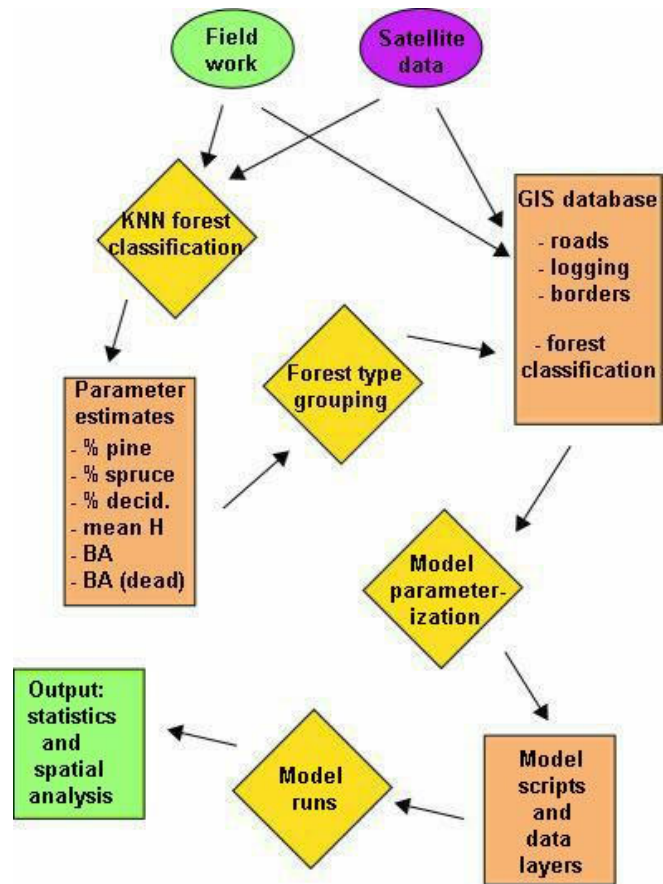 Field
work
Satellite
data
KNN forest
classification
GIS database
- roads
- logging
- borders
- forest
classification
Parameter
estimates
- % pine
- % spruce
- % decid.
- mean H
- BA
- BA (dead)
Forest type
grouping
Model
parameter-
ization
Output:
statistics
and
spatial
analysis
Model
runs
Model
scripts
and
data
layers